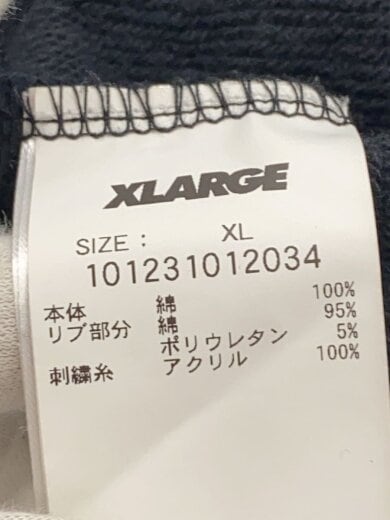 XLARGE
SIZE : XL
101231012034
本体 綿 100%
リブ部分 綿 95%
ポリウレタン 5%
刺繍糸 アクリル 100%